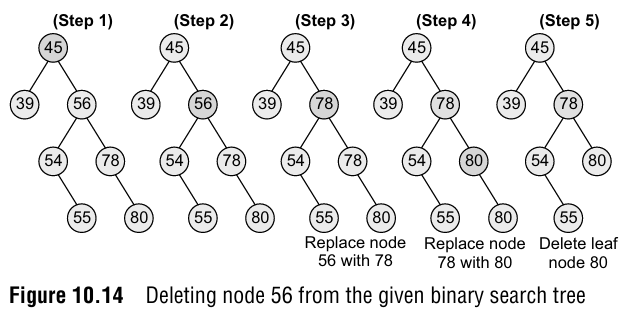 (Step 1) (Step 2) (Step 3) (Step 4) (Step 5)
45 45 45 45 45
39 56 39 56 39 78 39 78 39 78
54 78 54 78 54 78 54 80 54 80
55 80 55 80 55 80 55 80 55
Replace node Replace node Delete leaf
56 with 78 78 with 80 node 80
Figure 10.14 Deleting node 56 from the given binary search tree